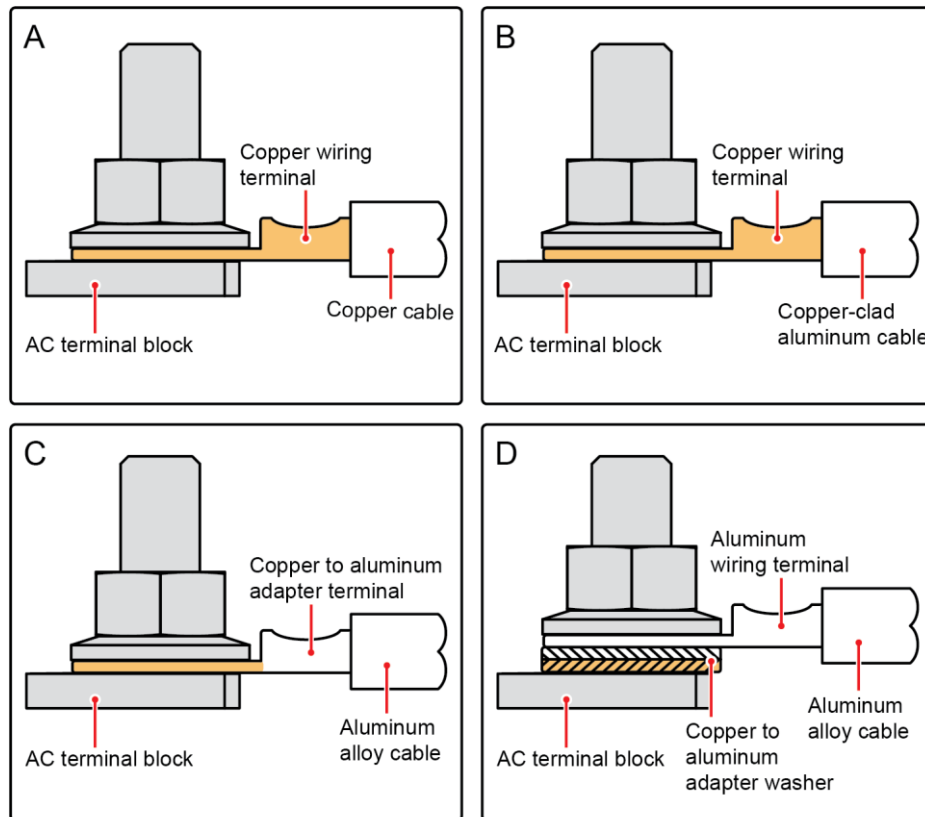 A
Copper wiring
terminal
Copper cable
AC terminal block
B
Copper wiring
terminal
Copper-clad
aluminum cable
AC terminal block
C
Copper to aluminum
adapter terminal
Aluminum
alloy cable
AC terminal block
D
Aluminum
wiring terminal
Aluminum
alloy cable
Copper to
aluminum
adapter washer
AC terminal block